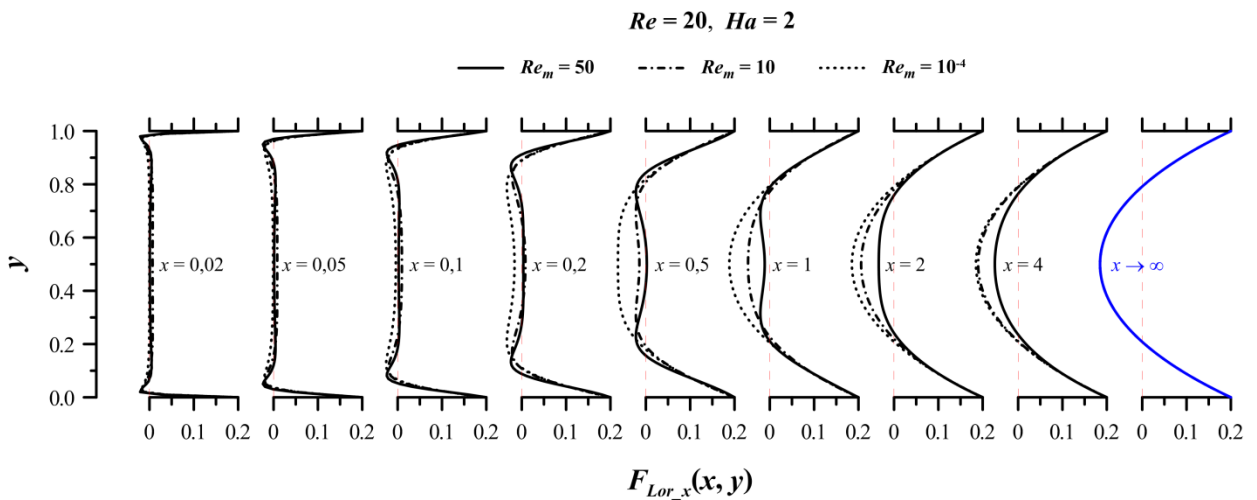 Re = 20, Ha = 2
Re_m = 50 Re_m = 10 Re_m = 10⁻⁴
1.0
0.8
0.6
0.4
0.2
0.0
y
x = 0,02 x = 0,05 x = 0,1 x = 0,2 x = 0,5 x = 1 x = 2 x = 4 x → ∞
0 0.1 0.2 0 0.1 0.2 0 0.1 0.2 0 0.1 0.2 0 0.1 0.2 0 0.1 0.2 0 0.1 0.2 0 0.1 0.2 0 0.1 0.2
F_Lor_x(x, y)